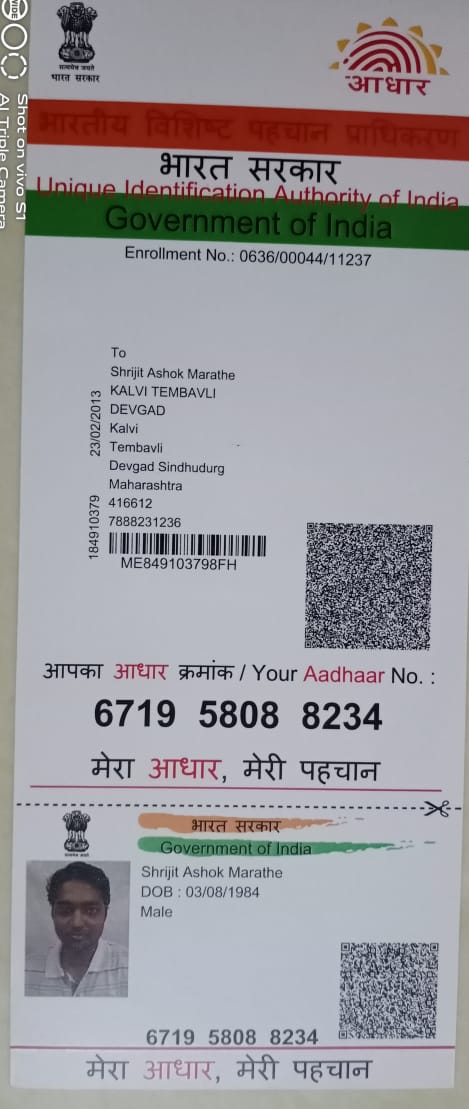 सत्यमेव जयते
भारत सरकार
आधार
भारतीय विशिष्ट पहचान प्राधिकरण
भारत सरकार
Unique Identification Authority of India
Government of India
Enrollment No.: 0636/00044/11237
To
Shrijit Ashok Marathe
KALVI TEMBAVLI
DEVGAD
Kalvi
Tembavli
Devgad Sindhudurg
Maharashtra
416612
7888231236
184910379 23/02/2013
ME849103798FH
आपका आधार क्रमांक / Your Aadhaar No. :
6719 5808 8234
मेरा आधार, मेरी पहचान
भारत सरकार
Government of India
Shrijit Ashok Marathe
DOB : 03/08/1984
Male
6719 5808 8234
मेरा आधार, मेरी पहचान
Shot on vivo S1
AI Triple Camera